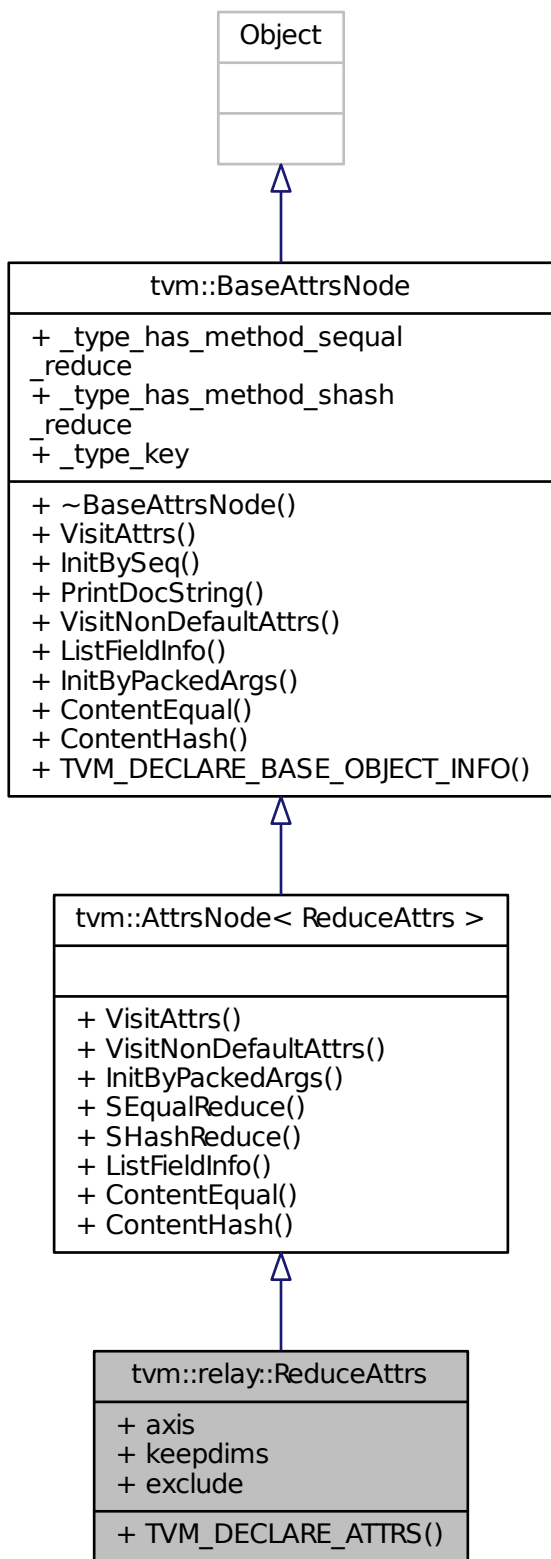 Object
tvm::BaseAttrsNode
+ _type_has_method_sequal
_reduce
+ _type_has_method_shash
_reduce
+ _type_key
+ ~BaseAttrsNode()
+ VisitAttrs()
+ InitBySeq()
+ PrintDocString()
+ VisitNonDefaultAttrs()
+ ListFieldInfo()
+ InitByPackedArgs()
+ ContentEqual()
+ ContentHash()
+ TVM_DECLARE_BASE_OBJECT_INFO()
tvm::AttrsNode< ReduceAttrs >
+ VisitAttrs()
+ VisitNonDefaultAttrs()
+ InitByPackedArgs()
+ SEqualReduce()
+ SHashReduce()
+ ListFieldInfo()
+ ContentEqual()
+ ContentHash()
tvm::relay::ReduceAttrs
+ axis
+ keepdims
+ exclude
+ TVM_DECLARE_ATTRS()